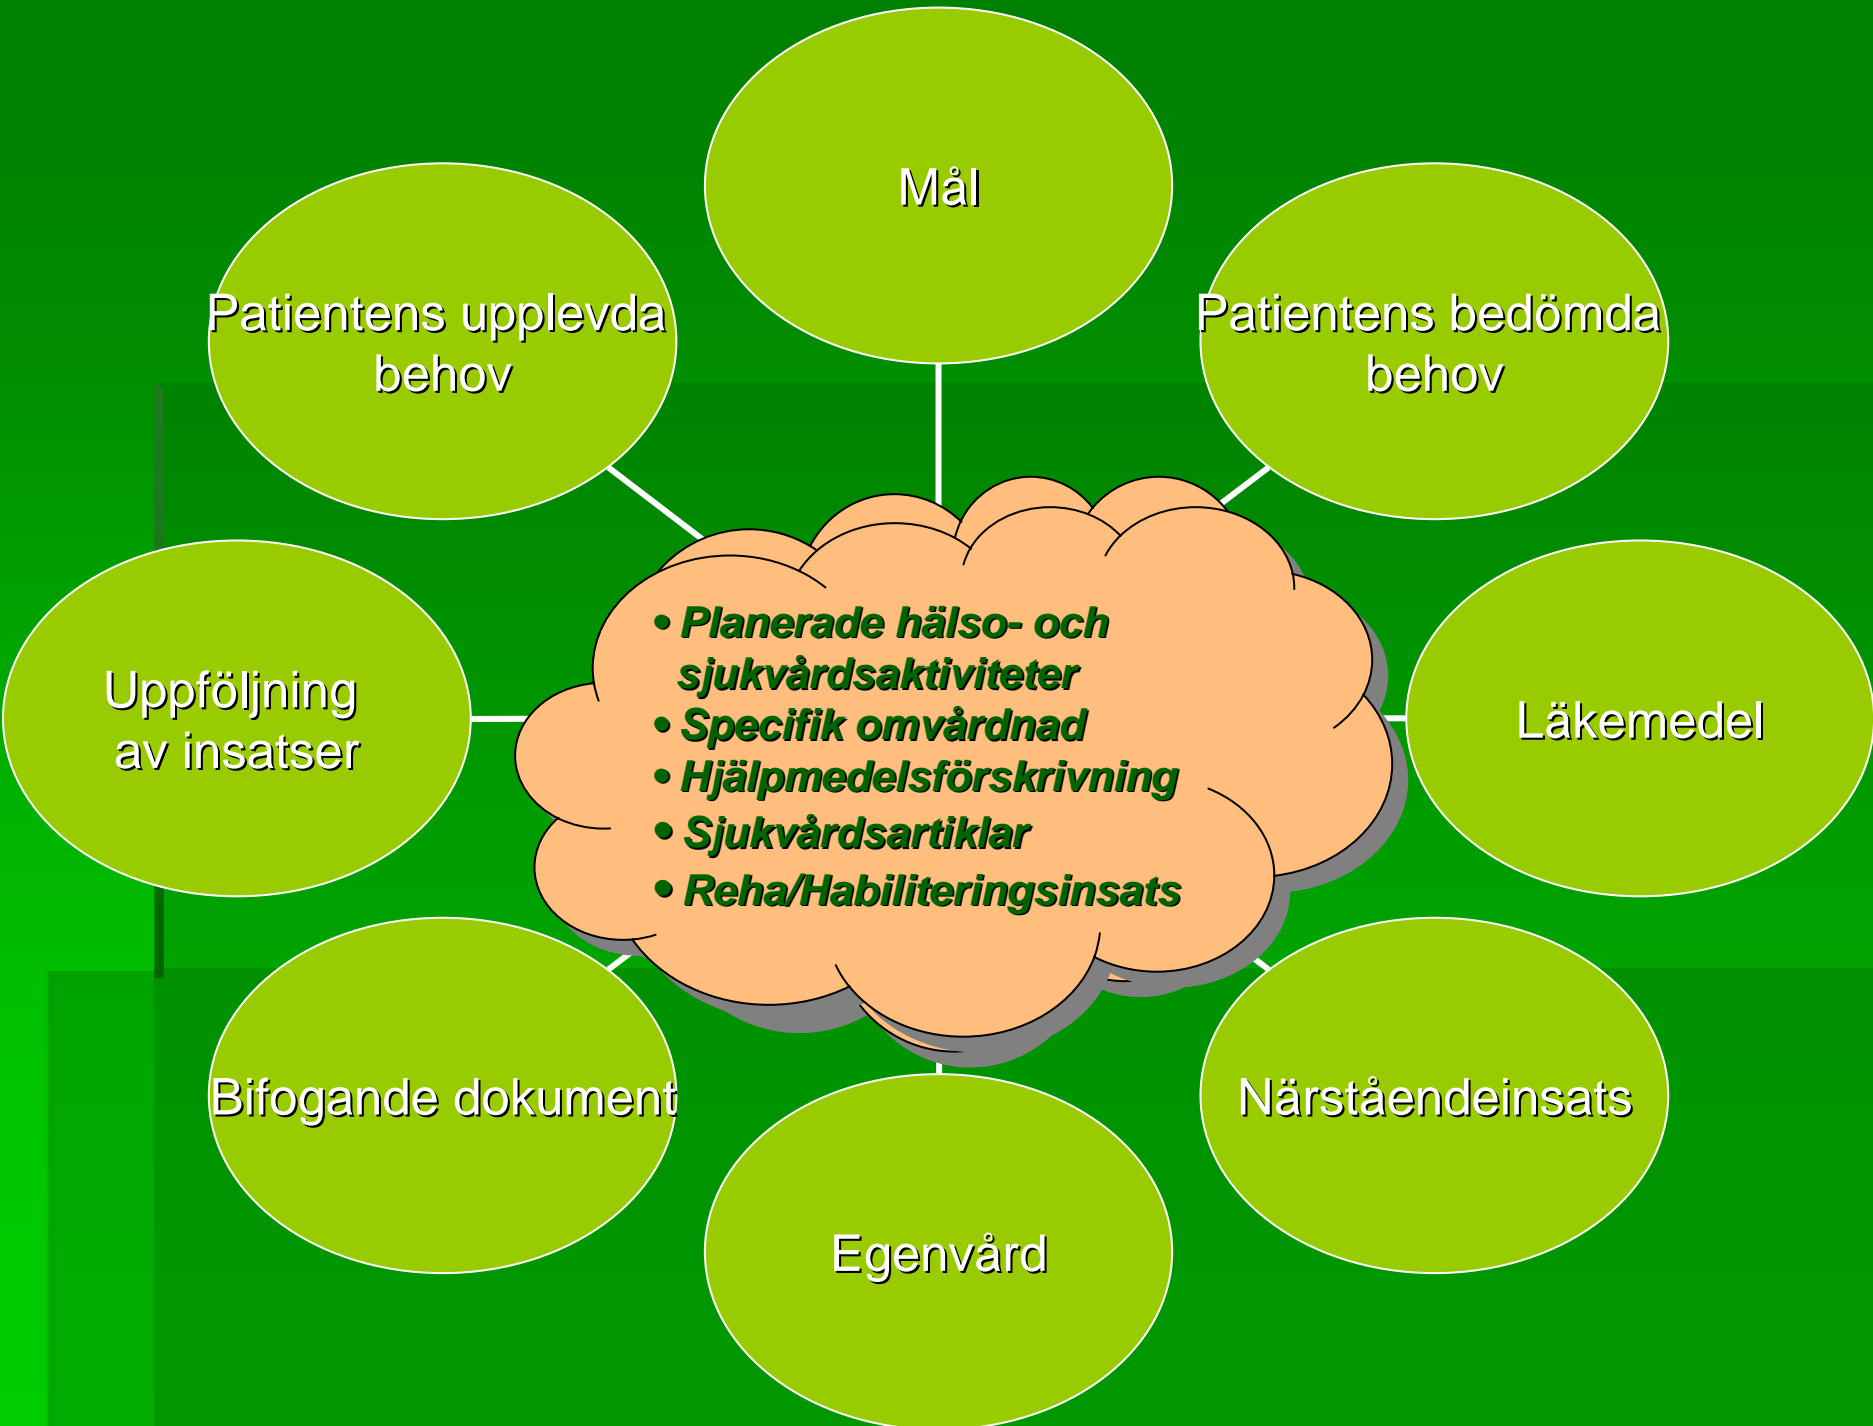 Mål
Patientens upplevda
behov
Patientens bedömda
behov
• Planerade hälso- och
sjukvårdsaktiviteter
• Specifik omvårdnad
• Hjälpmedelsförskrivning
• Sjukvårdsartiklar
• Reha/Habiliteringsinsats
Uppföljning
av insatser
Läkemedel
Bifogande dokument
Närståendeinsats
Egenvård